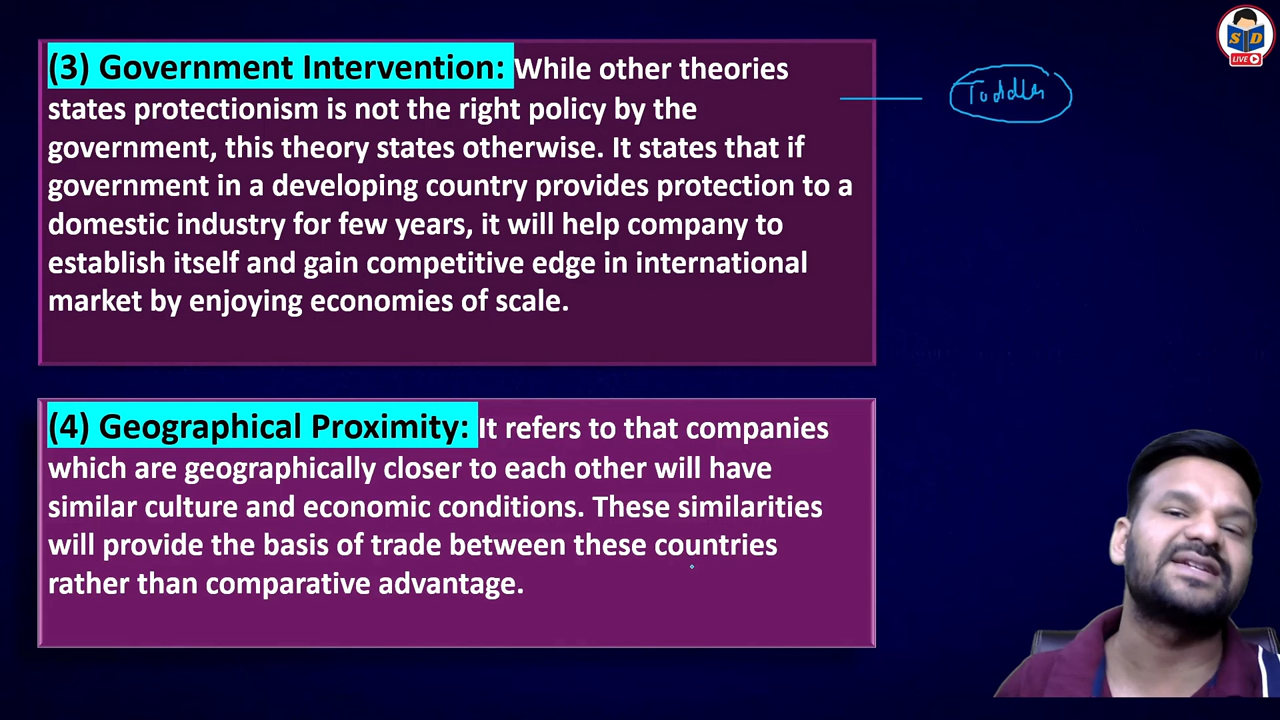 (3) Government Intervention: While other theories
states protectionism is not the right policy by the
government, this theory states otherwise. It states that if
government in a developing country provides protection to a
domestic industry for few years, it will help company to
establish itself and gain competitive edge in international
market by enjoying economies of scale.
Toddler
(4) Geographical Proximity: It refers to that companies
which are geographically closer to each other will have
similar culture and economic conditions. These similarities
will provide the basis of trade between these countries
rather than comparative advantage.
S D
LIVE